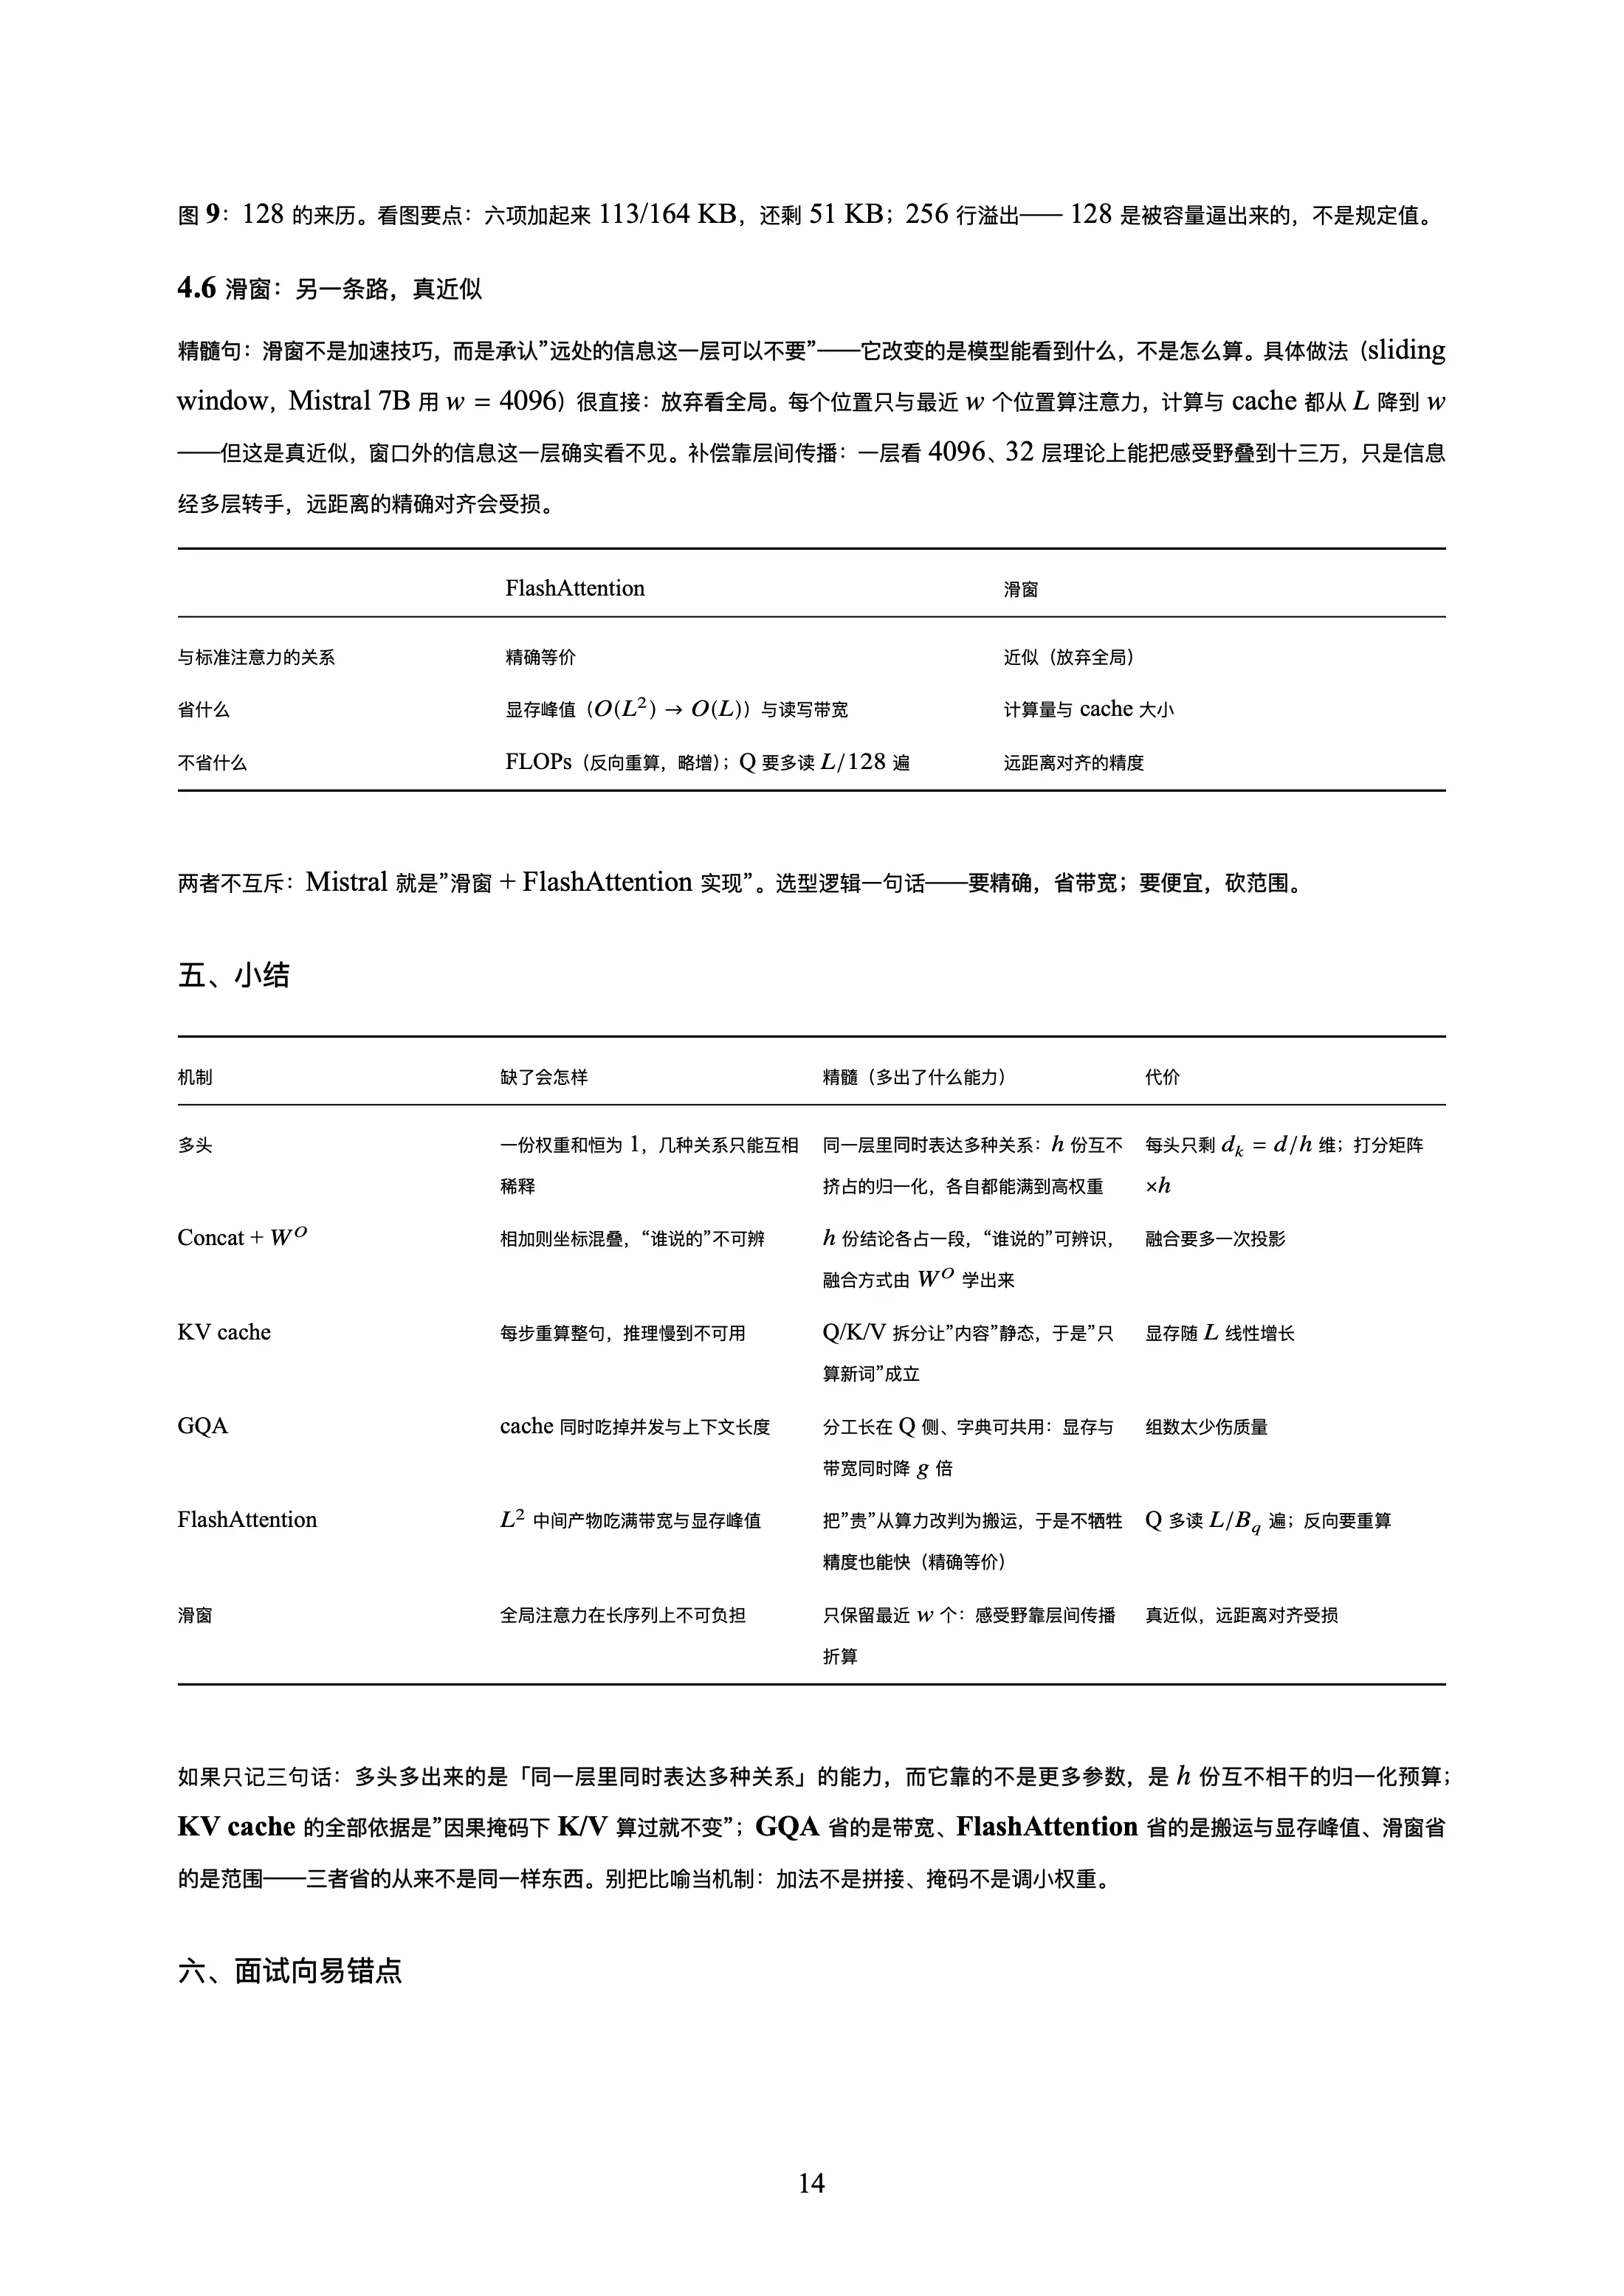 图 9：128 的来历。看图要点：六项加起来 113/164 KB，还剩 51 KB；256 行溢出—— 128 是被容量逼出来的，不是规定值。
4.6 滑窗：另一条路，真近似
精髓句：滑窗不是加速技巧，而是承认”远处的信息这一层可以不要”——它改变的是模型能看到什么，不是怎么算。具体做法（sliding
window，Mistral 7B 用 w = 4096）很直接：放弃看全局。每个位置只与最近 w 个位置算注意力，计算与 cache 都从 L 降到 w
——但这是真近似，窗口外的信息这一层确实看不见。补偿靠层间传播：一层看 4096、32 层理论上能把感受野叠到十三万，只是信息
经多层转手，远距离的精确对齐会受损。
FlashAttention 滑窗
与标准注意力的关系 精确等价 近似（放弃全局）
省什么 显存峰值（O(L²) → O(L)）与读写带宽 计算量与 cache 大小
不省什么 FLOPs（反向重算，略增）；Q 要多读 L/128 遍 远距离对齐的精度
两者不互斥：Mistral 就是”滑窗 + FlashAttention 实现”。选型逻辑一句话——要精确，省带宽；要便宜，砍范围。
五、小结
机制 缺了会怎样 精髓（多出了什么能力） 代价
多头 一份权重和恒为 1，几种关系只能互相 同一层里同时表达多种关系：h 份互不 每头只剩 d_k = d/h 维；打分矩阵
稀释 挤占的归一化，各自都能满到高权重 ×h
Concat + W^O 相加则坐标混叠，“谁说的”不可辨 h 份结论各占一段，“谁说的”可辨识， 融合要多一次投影
融合方式由 W^O 学出来
KV cache 每步重算整句，推理慢到不可用 Q/K/V 拆分让”内容”静态，于是”只 显存随 L 线性增长
算新词”成立
GQA cache 同时吃掉并发与上下文长度 分工长在 Q 侧、字典可共用：显存与 组数太少伤质量
带宽同时降 g 倍
FlashAttention L² 中间产物吃满带宽与显存峰值 把”贵”从算力改判为搬运，于是不牺牲 Q 多读 L/B_q 遍；反向要重算
精度也能快（精确等价）
滑窗 全局注意力在长序列上不可负担 只保留最近 w 个：感受野靠层间传播 真近似，远距离对齐受损
折算
如果只记三句话：多头多出来的是「同一层里同时表达多种关系」的能力，而它靠的不是更多参数，是 h 份互不相干的归一化预算；
KV cache 的全部依据是”因果掩码下 K/V 算过就不变”；GQA 省的是带宽、FlashAttention 省的是搬运与显存峰值、滑窗省
的是范围——三者省的从来不是同一样东西。别把比喻当机制：加法不是拼接、掩码不是调小权重。
六、面试向易错点
14